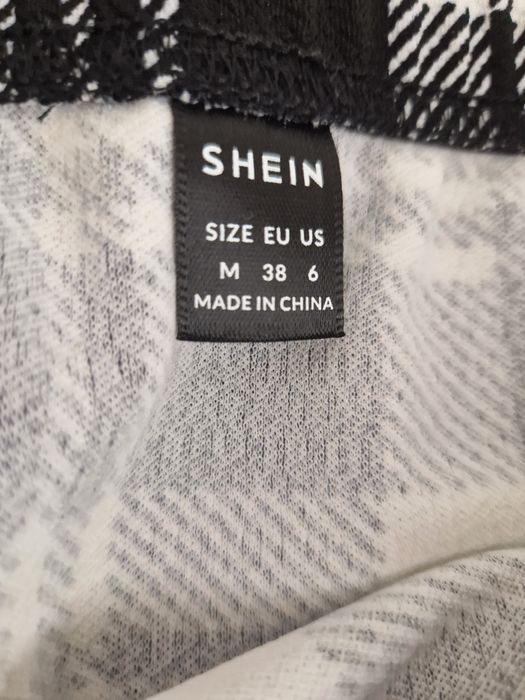 SHEIN
SIZE EU US
M 38 6
MADE IN CHINA